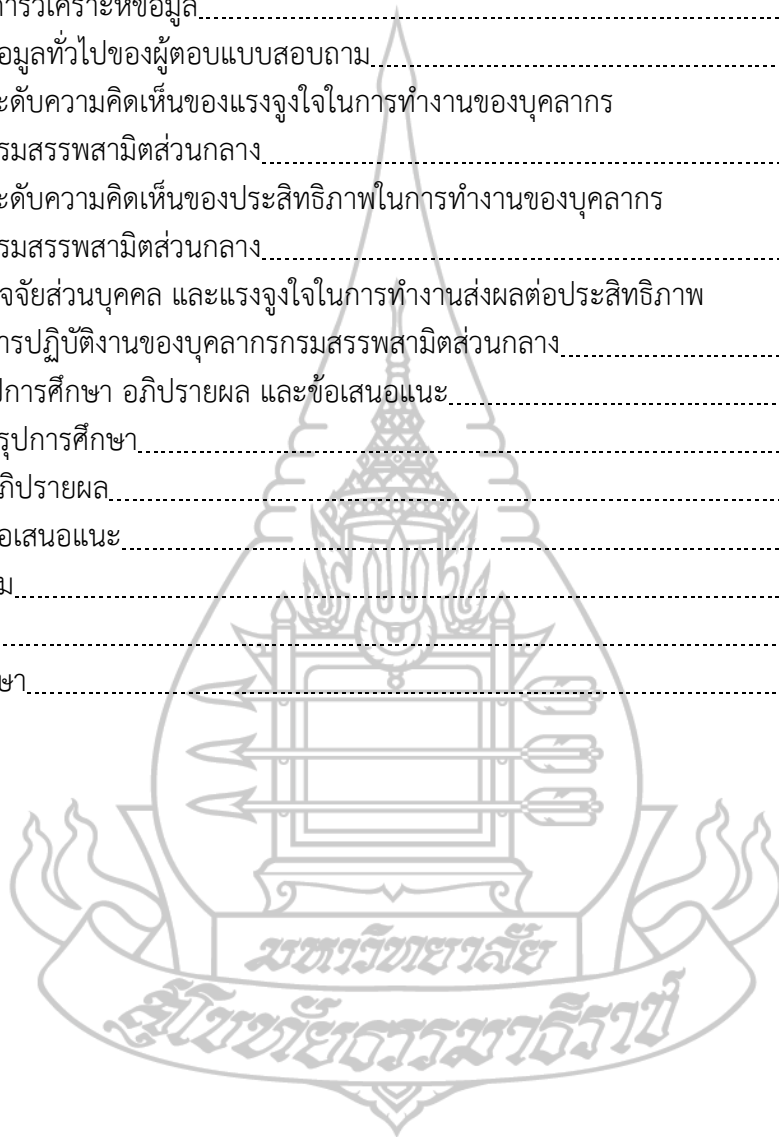 การวิเคราะห์ข้อมูล
ข้อมูลทั่วไปของผู้ตอบแบบสอบถาม
ระดับความคิดเห็นของแรงจูงใจในการทำงานของบุคลากร
กรมสรรพสามิตส่วนกลาง
ระดับความคิดเห็นของประสิทธิภาพในการทำงานของบุคลากร
กรมสรรพสามิตส่วนกลาง
จจัยส่วนบุคคล และแรงจูงใจในการทำงานส่งผลต่อประสิทธิภาพ
การปฏิบัติงานของบุคลากรกรมสรรพสามิตส่วนกลาง
ปการศึกษา อภิปรายผล และข้อเสนอแนะ
รุปการศึกษา
ภิปรายผล
อเสนอแนะ
ม
ษา
มหาวิทยาลัย
สุโขทัยธรรมาธิราช